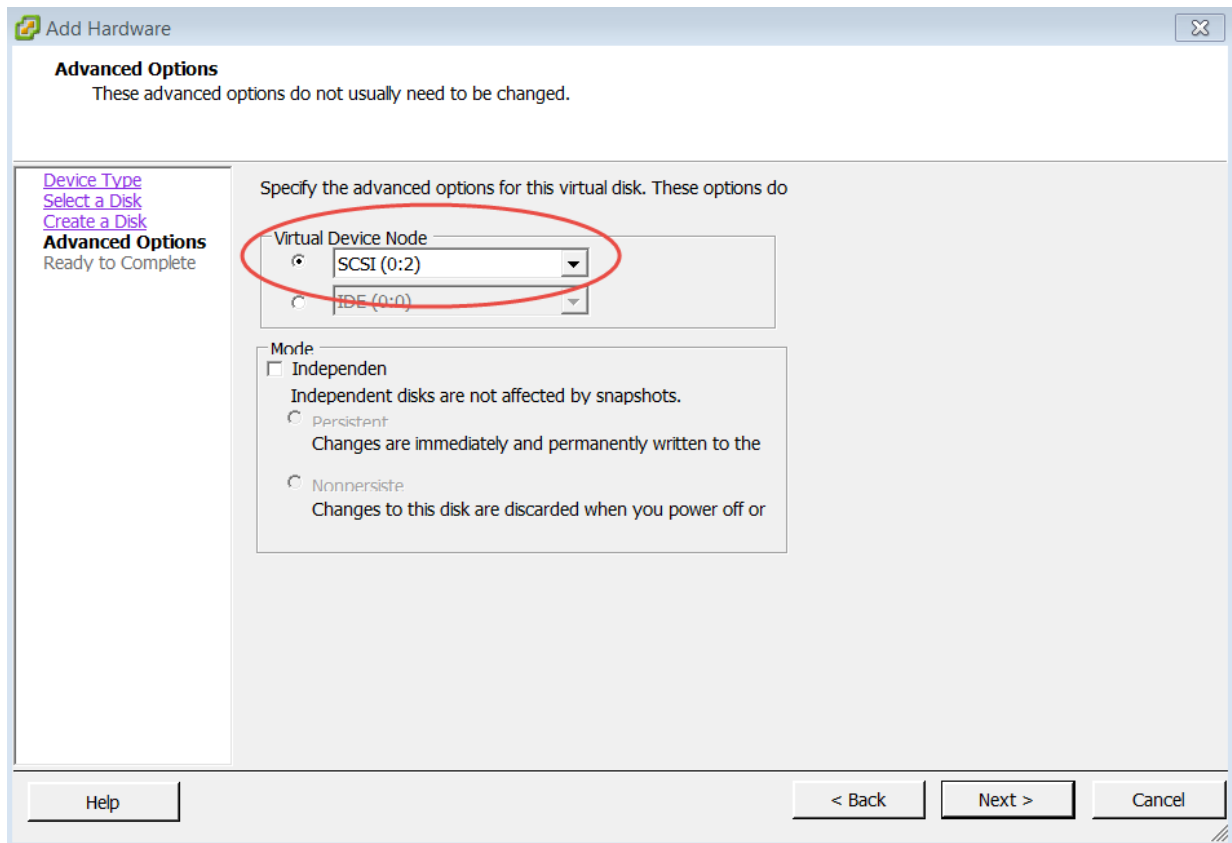 Add Hardware
Advanced Options
These advanced options do not usually need to be changed.
Device Type
Select a Disk
Create a Disk
Advanced Options
Ready to Complete
Specify the advanced options for this virtual disk. These options do
Virtual Device Node
SCSI (0:2)
IDE (0:0)
Mode
Independen
Independent disks are not affected by snapshots.
Persistent
Changes are immediately and permanently written to the
Nonpersiste
Changes to this disk are discarded when you power off or
Help
< Back
Next >
Cancel